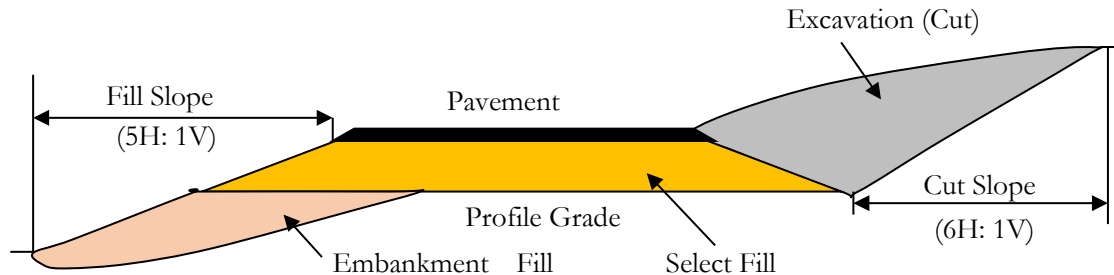 Excavation (Cut)
Fill Slope
(5H: 1V)
Pavement
Cut Slope
(6H: 1V)
Profile Grade
Embankment Fill
Select Fill